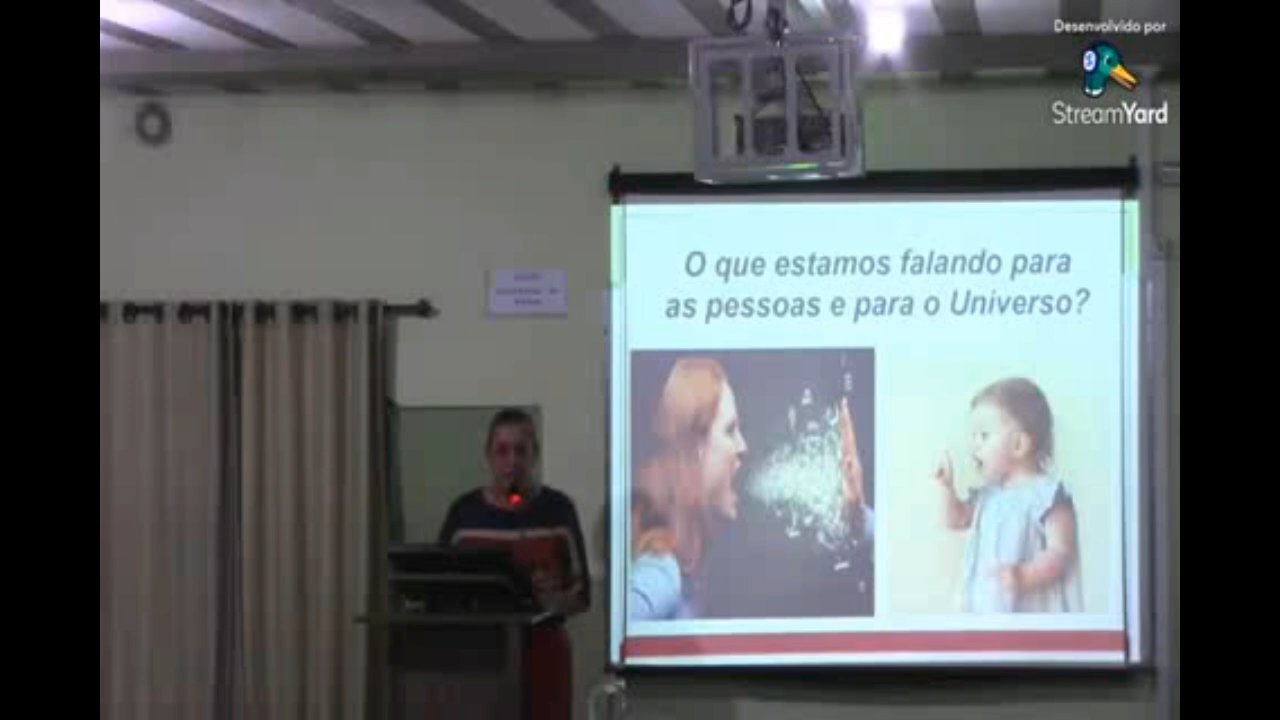 Desenvolvido por
StreamYard
O que estamos falando para
as pessoas e para o Universo?